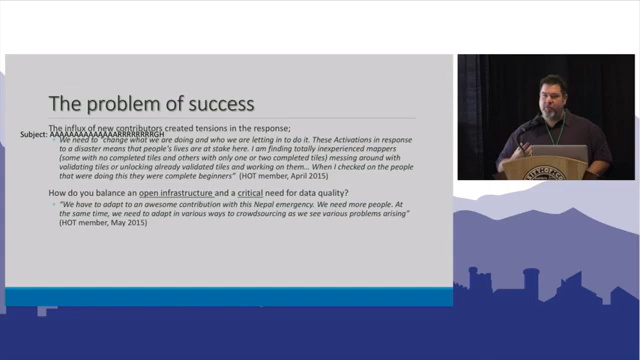 The problem of success
The influx of new contributors created tensions in the response;
Subject: AAAAAAAAAAAAAARRRRRRRRGH
We need to "change what we are doing and who we are letting in to do it. These Activations in response
to a disaster means that people's lives are at stake here. I am finding totally inexperienced mappers
(some with no completed tiles and others with only one or two completed tiles) messing around with
validating tiles or unlocking already validated tiles and working on them... When I checked on the people
that were doing this they were complete beginners" (HOT member, April 2015)
How do you balance an open infrastructure and a critical need for data quality?
"We have to adapt to an awesome contribution with this Nepal emergency. We need more people. At
the same time, we need to adapt in various ways to crowdsourcing as we see various problems arising"
(HOT member, May 2015)